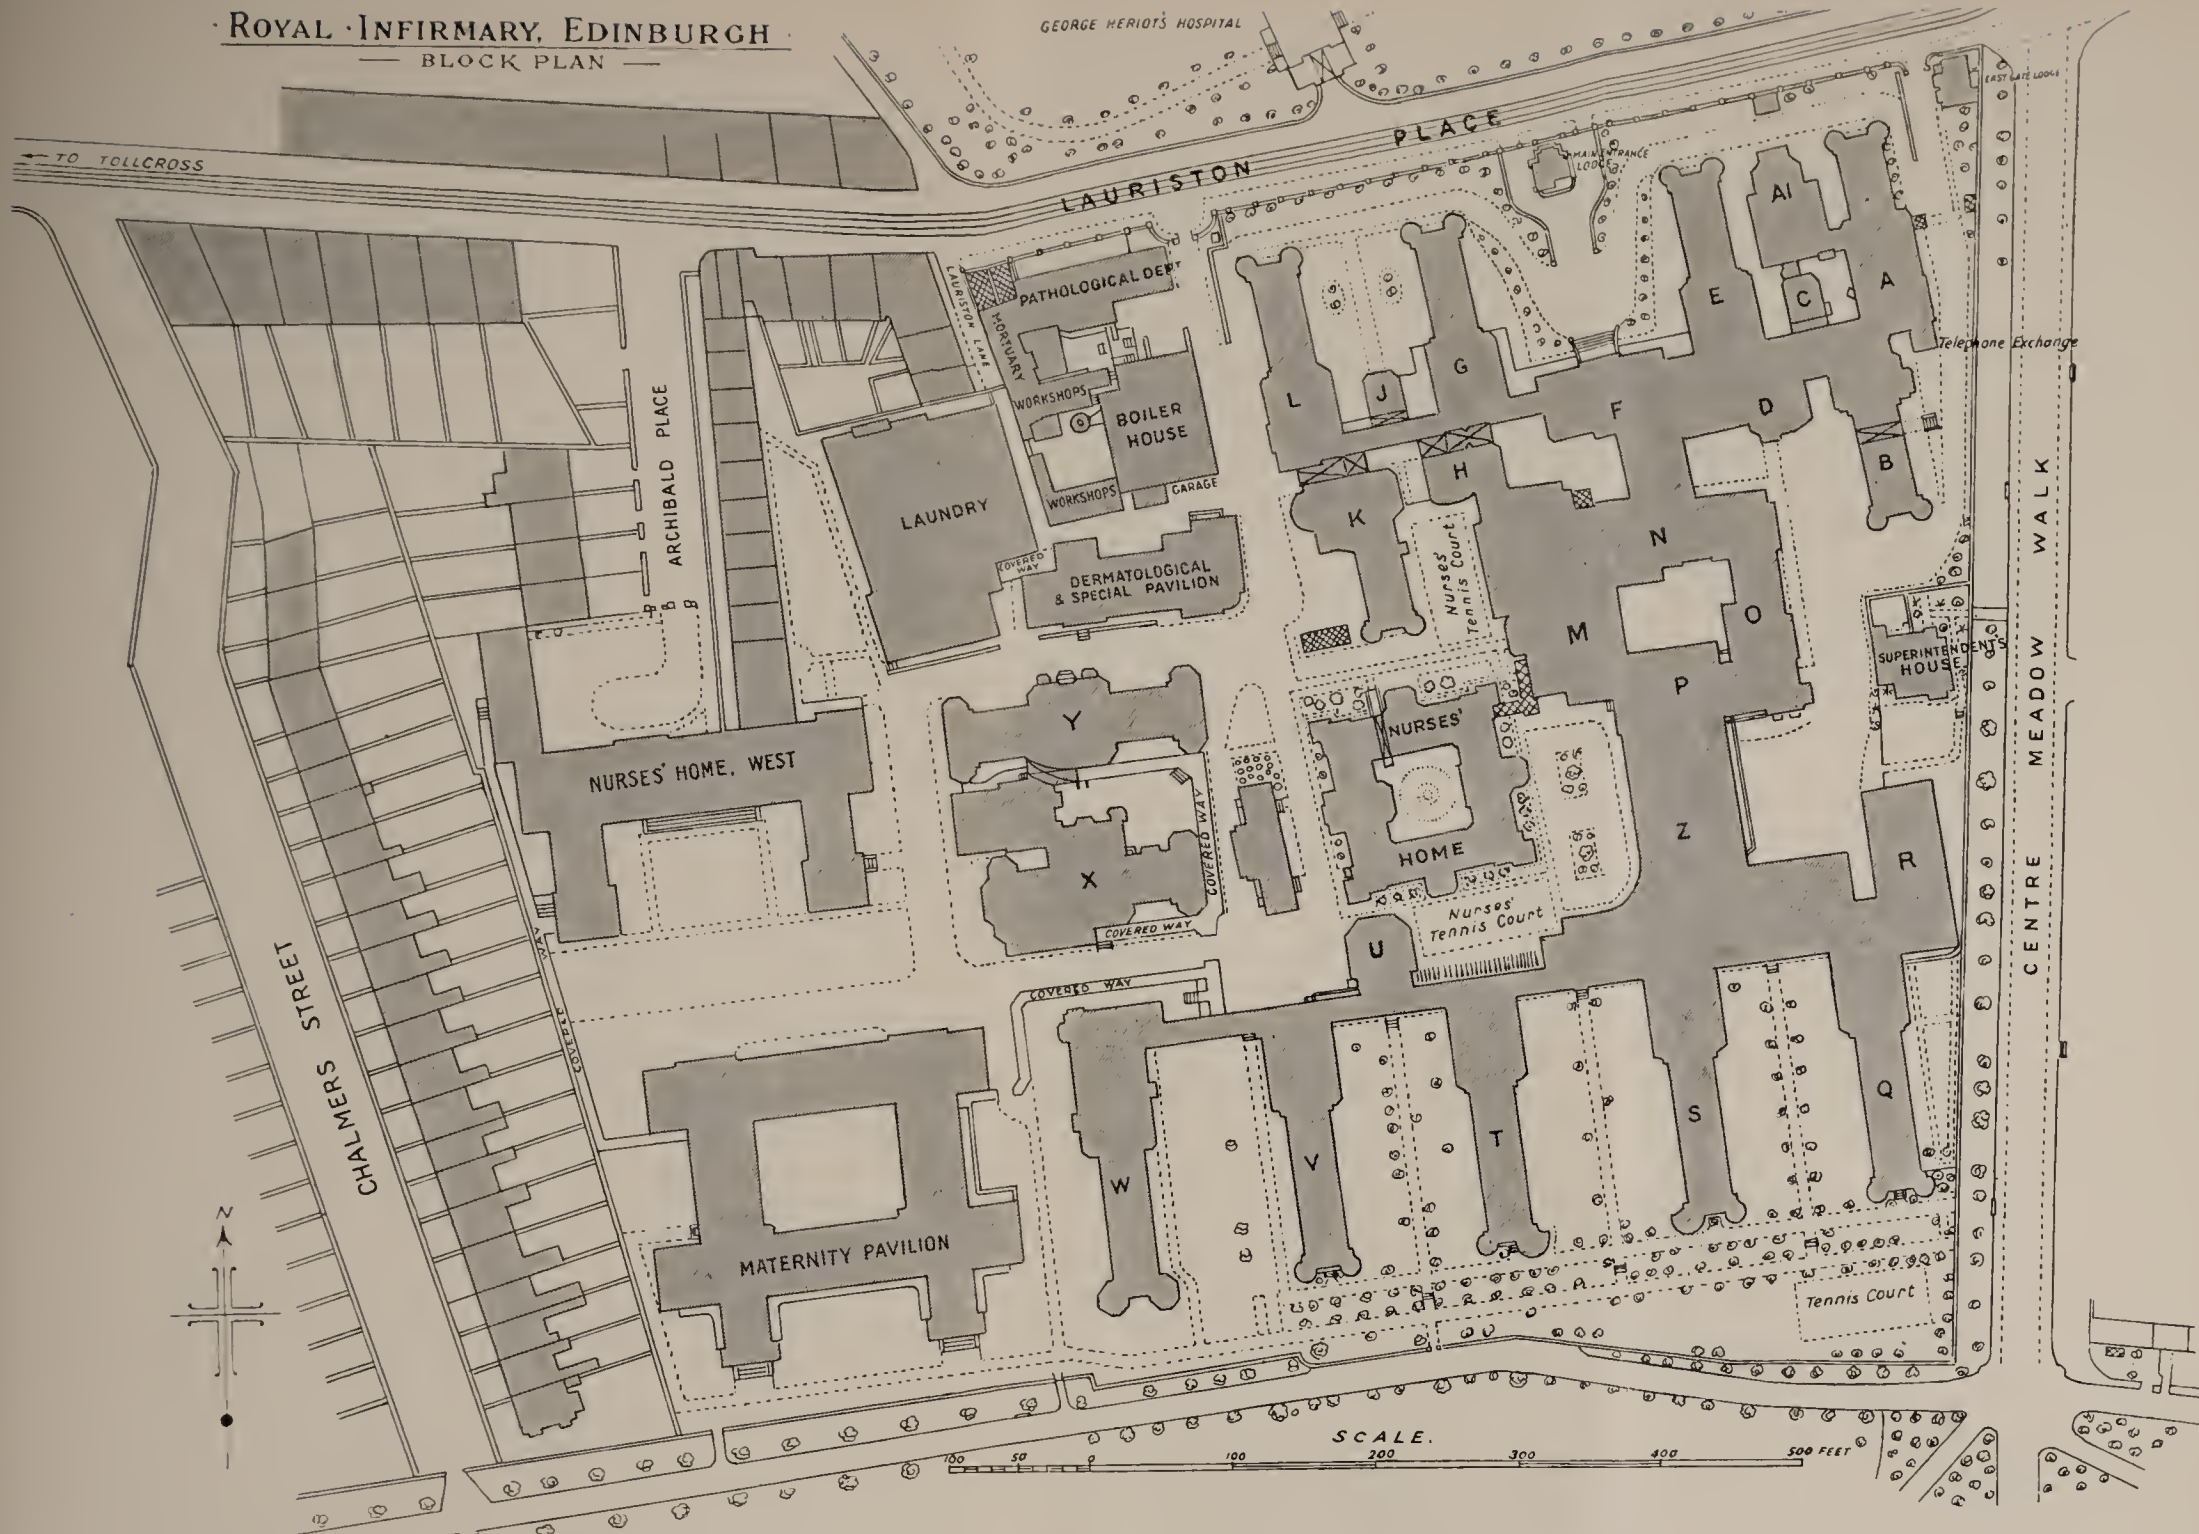 ROYAL · INFIRMARY, EDINBURGH
BLOCK PLAN
GEORGE HERIOT'S HOSPITAL
EAST GATE LODGE
← TO TOLLCROSS
LAURISTON PLACE
MAIN ENTRANCE
LODGE
A1
A
E
C
PATHOLOGICAL DEPT
LAURISTON LANE
MORTUARY
Telephone Exchange
WORKSHOPS
BOILER
HOUSE
L
J
G
F
D
B
H
ARCHIBALD PLACE
LAUNDRY
WORKSHOPS
GARAGE
K
N
Nurses'
Tennis Court
COVERED
WAY
DERMATOLOGICAL
& SPECIAL PAVILION
M
O
P
SUPERINTENDENTS
HOUSE
CENTRE MEADOW WALK
Y
NURSES'
HOME
NURSES' HOME, WEST
Z
R
X
COVERED WAY
COVERED WAY
Nurses'
Tennis Court
U
COVERED WAY
COVERED WAY
CHALMERS STREET
W
V
T
S
Q
MATERNITY PAVILION
N
Tennis Court
SCALE.
100 50 0 100 200 300 400 500 FEET